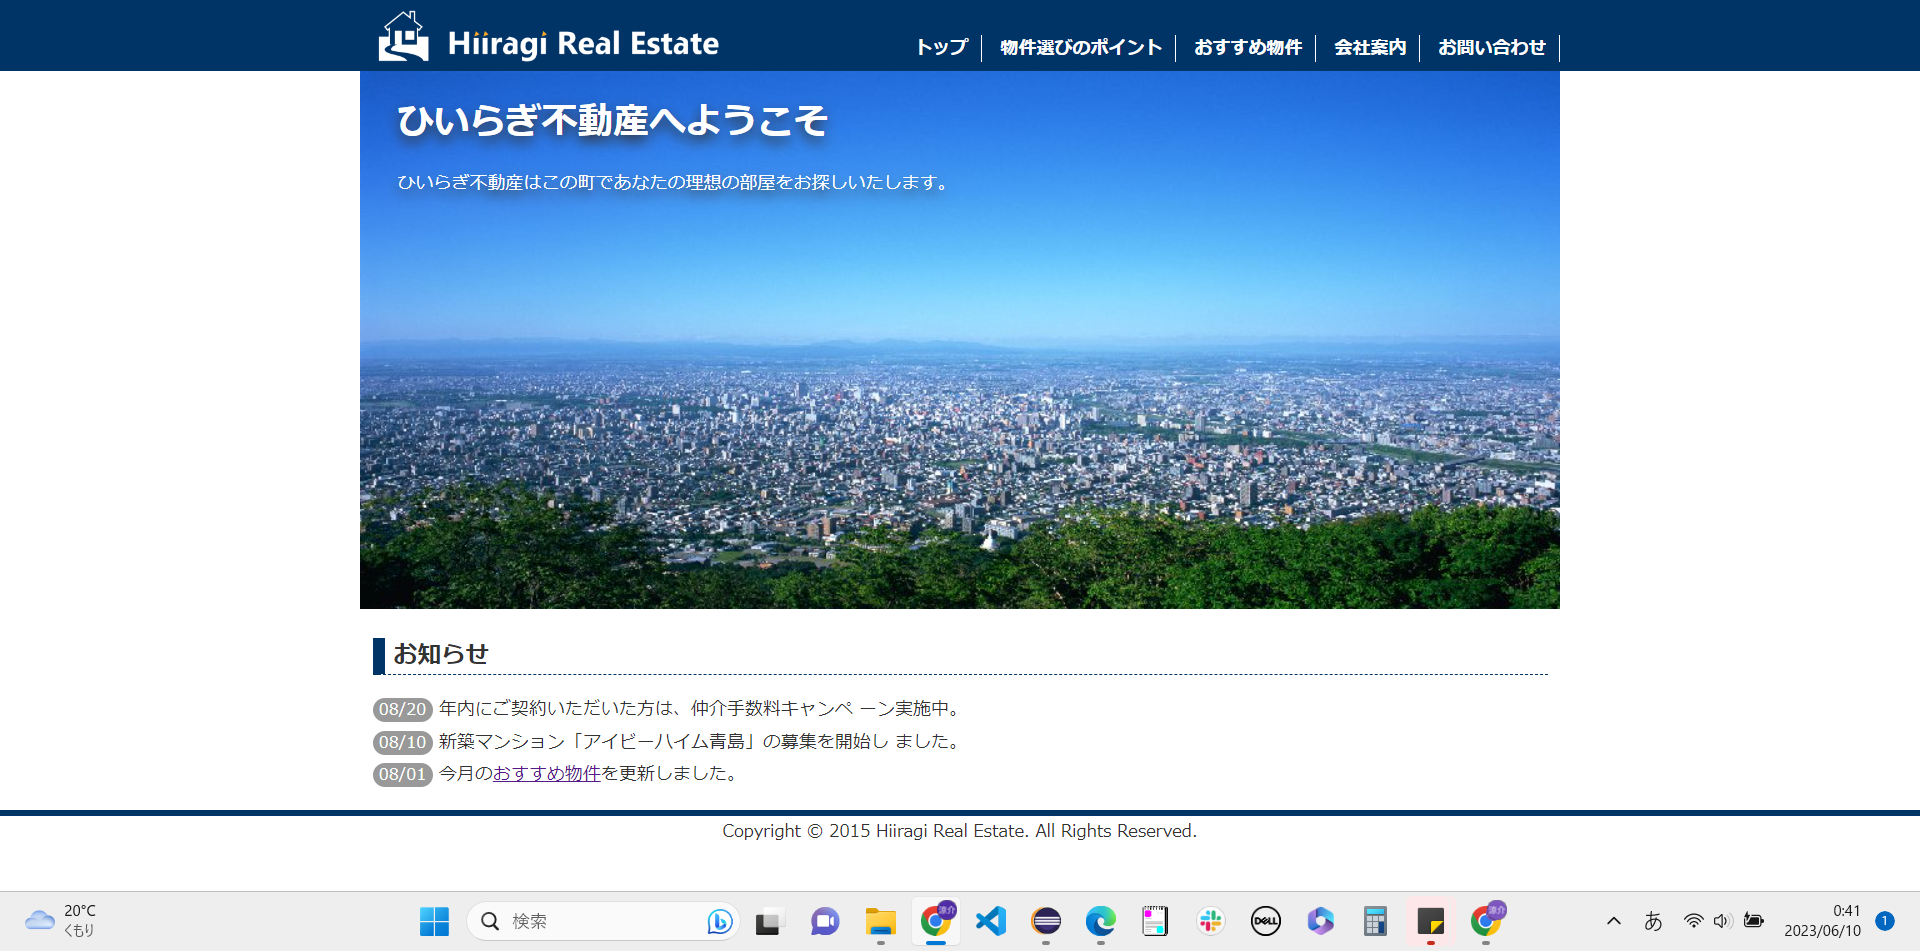 Hiiragi Real Estate
トップ
物件選びのポイント
おすすめ物件
会社案内
お問い合わせ
ひいらぎ不動産へようこそ
ひいらぎ不動産はこの町であなたの理想の部屋をお探しいたします。
お知らせ
08/20 年内にご契約いただいた方は、仲介手数料キャンペ ーン実施中。
08/10 新築マンション「アイビーハイム青島」の募集を開始し ました。
08/01 今月のおすすめ物件を更新しました。
Copyright © 2015 Hiiragi Real Estate. All Rights Reserved.
20°C
くもり
検索
涼介
DELL
涼介
あ
0:41
2023/06/10
1